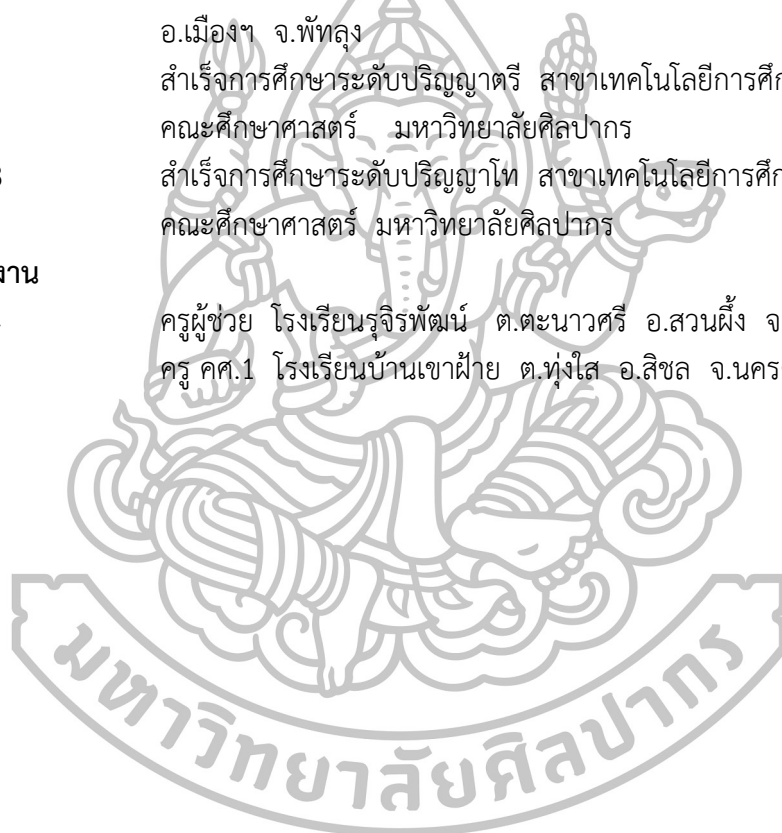 อ.เมืองฯ จ.พัทลุง
สำเร็จการศึกษาระดับปริญญาตรี สาขาเทคโนโลยีการศึก
คณะศึกษาศาสตร์ มหาวิทยาลัยศิลปากร
สำเร็จการศึกษาระดับปริญญาโท สาขาเทคโนโลยีการศึก
คณะศึกษาศาสตร์ มหาวิทยาลัยศิลปากร
งาน
ครูผู้ช่วย โรงเรียนรุจิรพัฒน์ ต.ตะนาวศรี อ.สวนผึ้ง จ
ครู คศ.1 โรงเรียนบ้านเขาฝ้าย ต.ทุ่งใส อ.สิชล จ.นคร
มหาวิทยาลัยศิลปากร